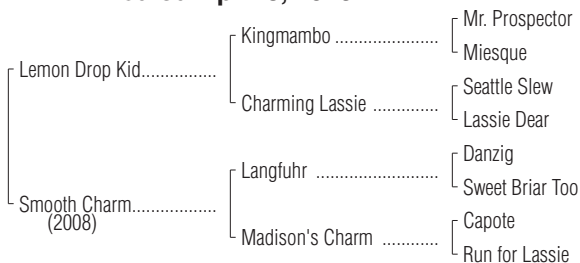 Mr. Prospector
Kingmambo ......................
Miesque
Lemon Drop Kid................
Seattle Slew
Charming Lassie ..............
Lassie Dear
Danzig
Langfuhr ..........................
Sweet Briar Too
Smooth Charm..................
(2008)
Capote
Madison's Charm ............
Run for Lassie